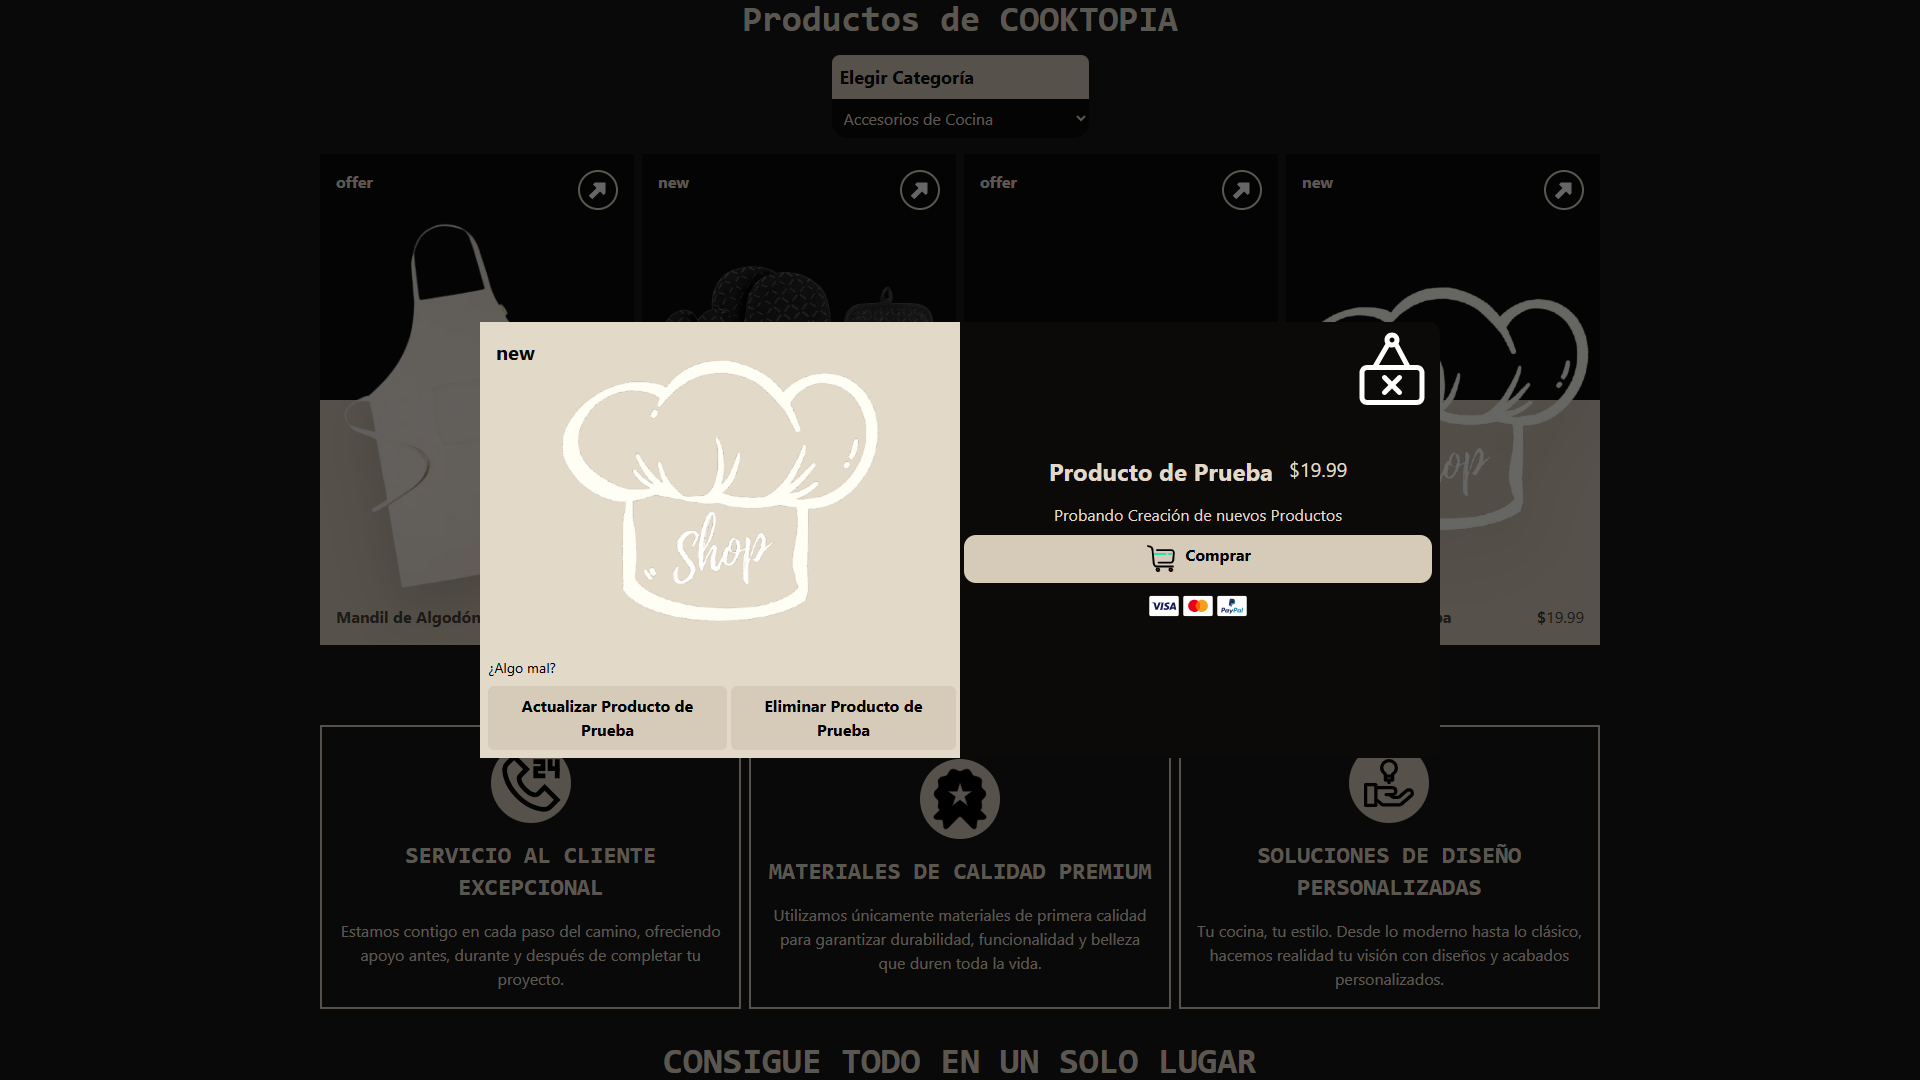 Productos de COOKTOPIA
Elegir Categoría
Accesorios de Cocina
offer
new
offer
new
Mandil de Algodón
$19.99
new
Shop
¿Algo mal?
Actualizar Producto de
Prueba
Eliminar Producto de
Prueba
Producto de Prueba $19.99
Probando Creación de nuevos Productos
Comprar
VISA
PayPal
24
SERVICIO AL CLIENTE
EXCEPCIONAL
Estamos contigo en cada paso del camino, ofreciendo
apoyo antes, durante y después de completar tu
proyecto.
MATERIALES DE CALIDAD PREMIUM
Utilizamos únicamente materiales de primera calidad
para garantizar durabilidad, funcionalidad y belleza
que duren toda la vida.
SOLUCIONES DE DISEÑO
PERSONALIZADAS
Tu cocina, tu estilo. Desde lo moderno hasta lo clásico,
hacemos realidad tu visión con diseños y acabados
personalizados.
CONSIGUE TODO EN UN SOLO LUGAR